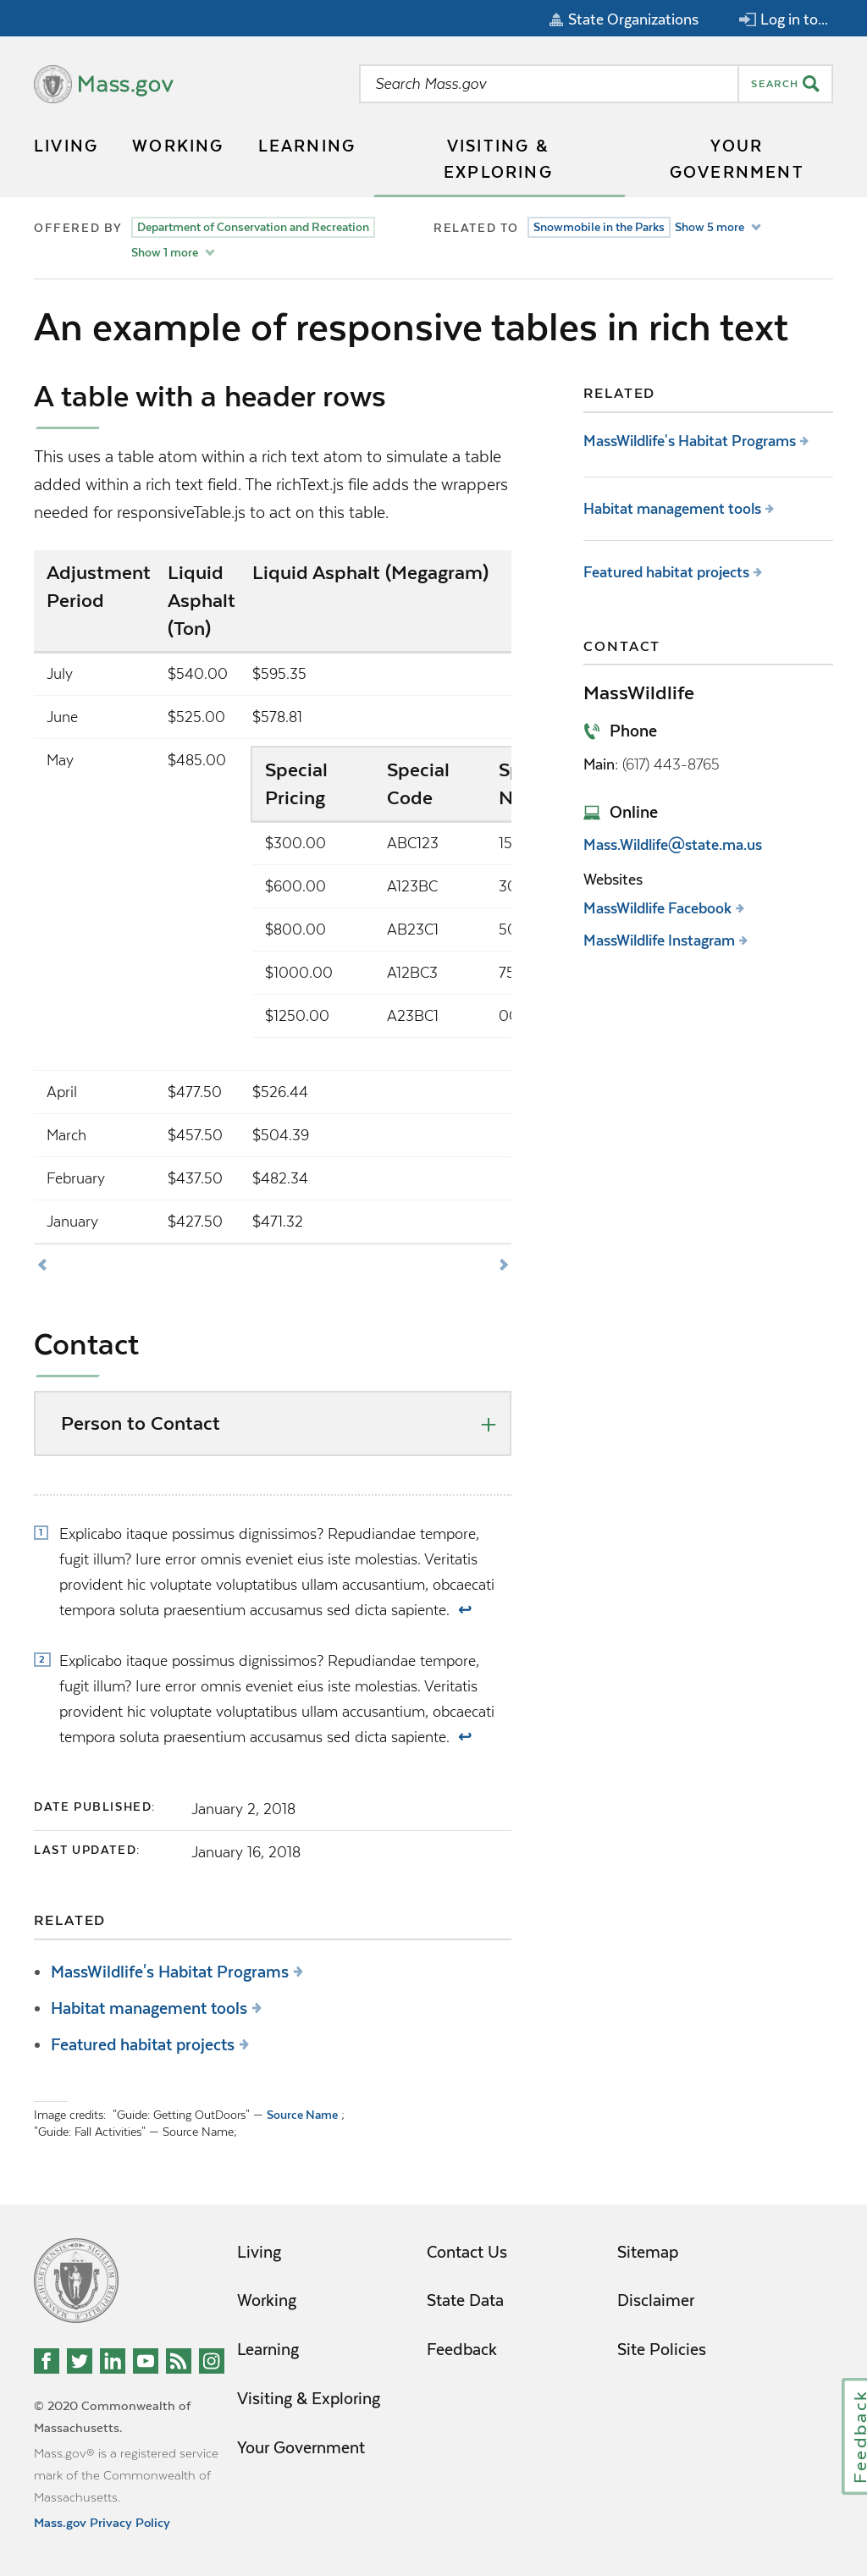 State Organizations
Log in to...
Mass.gov
Search Mass.gov
SEARCH
LIVING
WORKING
LEARNING
VISITING &
EXPLORING
YOUR
GOVERNMENT
OFFERED BY
Department of Conservation and Recreation
Show 1 more
RELATED TO
Snowmobile in the Parks
Show 5 more
An example of responsive tables in rich text
A table with a header rows
This uses a table atom within a rich text atom to simulate a table
added within a rich text field. The richText.js file adds the wrappers
needed for responsiveTable.js to act on this table.
Adjustment
Period
Liquid
Asphalt
(Ton)
Liquid Asphalt (Megagram)
July $540.00 $595.35
June $525.00 $578.81
May $485.00
Special
Pricing
Special
Code
$300.00 ABC123 15
$600.00 A123BC
$800.00 AB23C1
$1000.00 A12BC3 75
$1250.00 A23BC1
April $477.50 $526.44
March $457.50 $504.39
February $437.50 $482.34
January $427.50 $471.32
Contact
Person to Contact
1 Explicabo itaque possimus dignissimos? Repudiandae tempore,
fugit illum? Iure error omnis eveniet eius iste molestias. Veritatis
provident hic voluptate voluptatibus ullam accusantium, obcaecati
tempora soluta praesentium accusamus sed dicta sapiente. ↩
2 Explicabo itaque possimus dignissimos? Repudiandae tempore,
fugit illum? Iure error omnis eveniet eius iste molestias. Veritatis
provident hic voluptate voluptatibus ullam accusantium, obcaecati
tempora soluta praesentium accusamus sed dicta sapiente. ↩
DATE PUBLISHED: January 2, 2018
LAST UPDATED: January 16, 2018
RELATED
• MassWildlife's Habitat Programs
• Habitat management tools
• Featured habitat projects
Image credits: "Guide: Getting OutDoors" — Source Name ;
"Guide: Fall Activities" — Source Name;
RELATED
MassWildlife's Habitat Programs
Habitat management tools
Featured habitat projects
CONTACT
MassWildlife
Phone
Main: (617) 443-8765
Online
Mass.Wildlife@state.ma.us
Websites
MassWildlife Facebook
MassWildlife Instagram
Living
Working
Learning
Visiting & Exploring
Your Government
Contact Us
State Data
Feedback
Sitemap
Disclaimer
Site Policies
© 2020 Commonwealth of
Massachusetts.
Mass.gov® is a registered service
mark of the Commonwealth of
Massachusetts.
Mass.gov Privacy Policy
Feedback